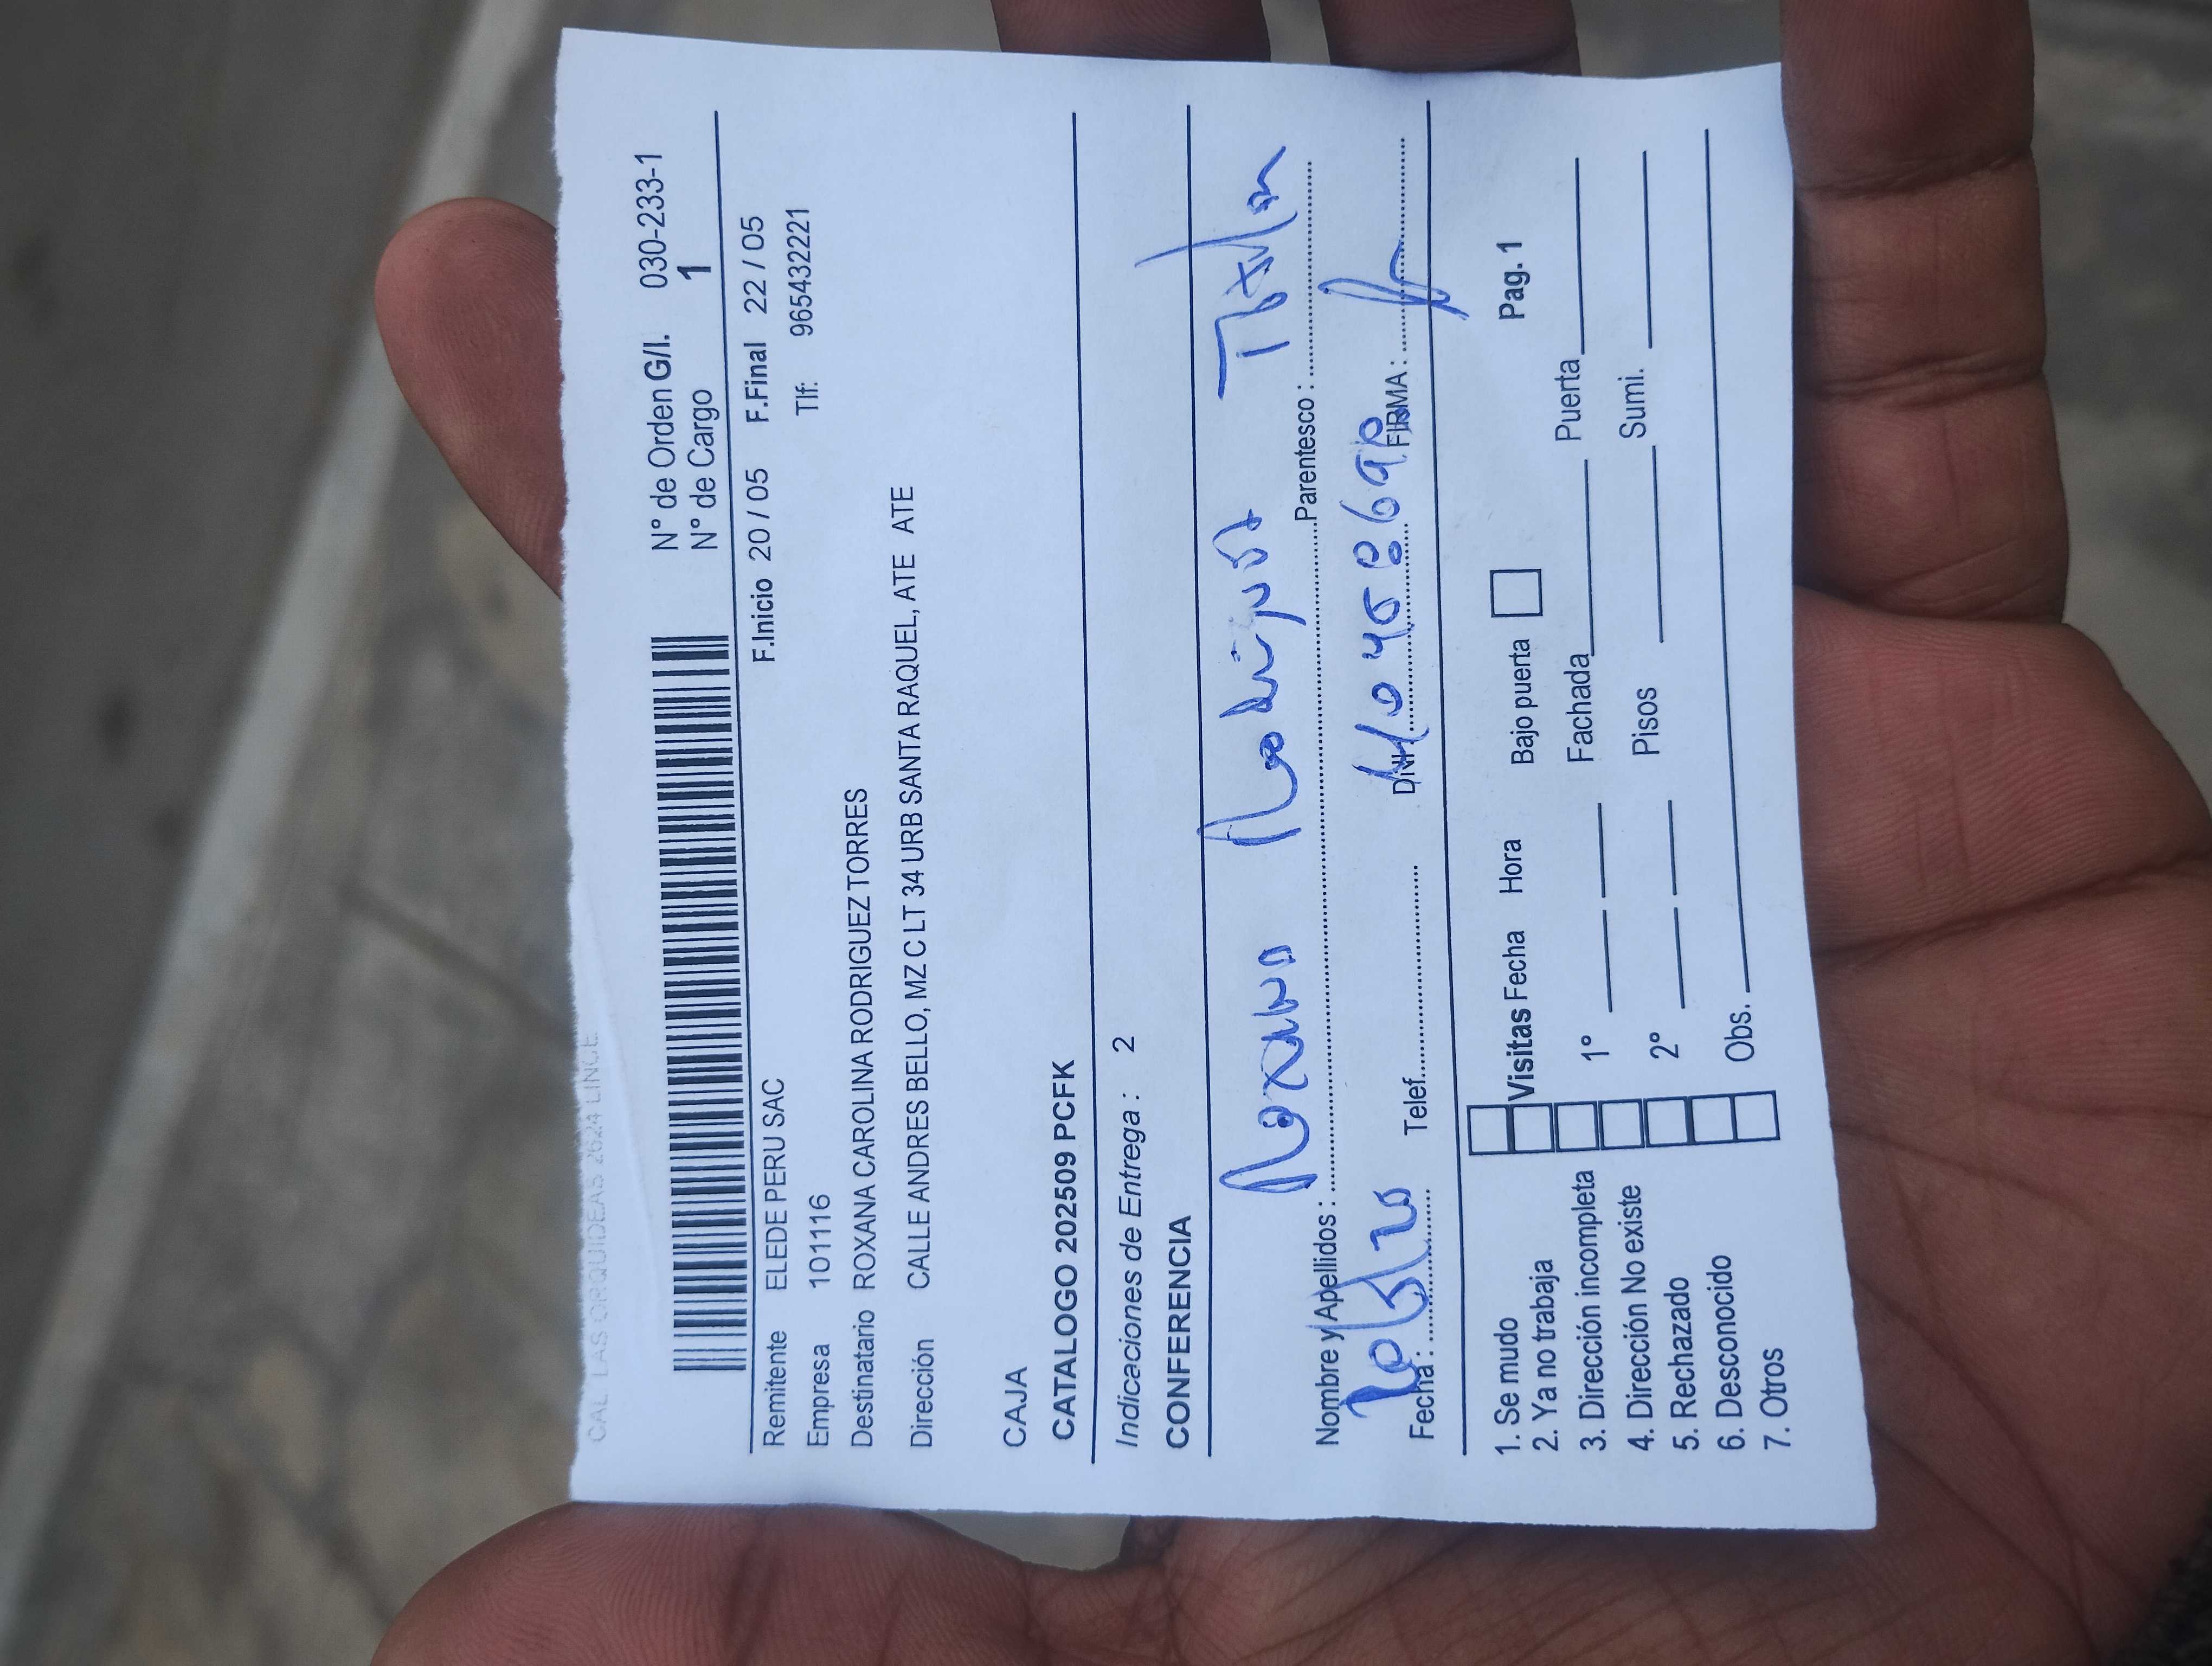 CAL LAS ORQUIDEAS 2624 LINCE
N° de Orden G/I. 030-233-1
N° de Cargo 1
F.Inicio 20 / 05 F.Final 22 / 05
Remitente ELEDE PERU SAC
Tlf: 965432221
Empresa 101116
Destinatario ROXANA CAROLINA RODRIGUEZ TORRES
Dirección CALLE ANDRES BELLO, MZ C LT 34 URB SANTA RAQUEL, ATE ATE
CAJA
CATALOGO 202509 PCFK
Indicaciones de Entrega : 2
CONFERENCIA
Roxana Rodríguez
Nombre y Apellidos : Parentesco : Titular
Fecha : Telef. DNI FIRMA :
1. Se mudo
2. Ya no trabaja
3. Dirección incompleta
4. Dirección No existe
5. Rechazado
6. Desconocido
7. Otros
Visitas Fecha Hora Bajo puerta Pag. 1
1° Fachada Puerta
2° Pisos Sumi.
Obs.